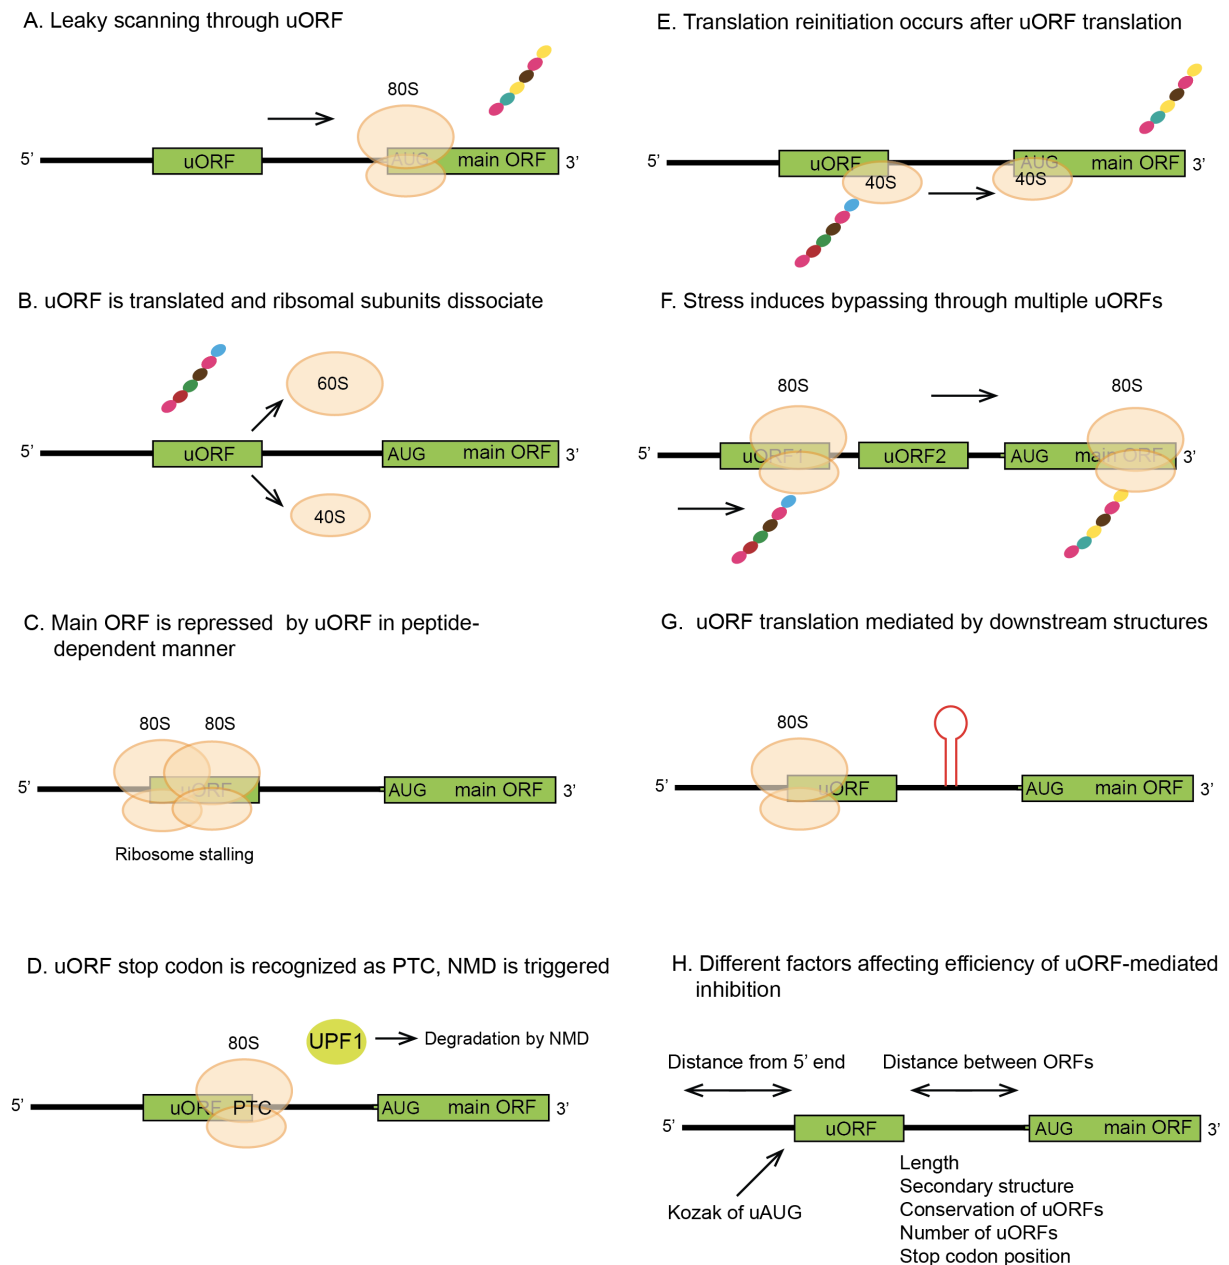 A. Leaky scanning through uORF
80S
5’ uORF AUG main ORF 3’
B. uORF is translated and ribsomal subunits dissociate
60S
5’ uORF AUG main ORF 3’
40S
C. Main ORF is repressed by uORF in peptide-
dependent manner
80S 80S
5’ uORF AUG main ORF 3’
Ribosome stalling
D. uORF stop codon is recognized as PTC, NMD is triggered
80S UPF1 Degradation by NMD
5’ uORF PTC AUG main ORF 3’
E. Translation reinitiation occurs after uORF translation
5’ uORF AUG main ORF 3’
40S 40S
F. Stress induces bypassing through multiple uORFs
80S 80S
5’ uORF1 uORF2 AUG main ORF 3’
G. uORF translation mediated by downstream structures
80S
5’ uORF AUG main ORF 3’
H. Different factors affecting efficiency of uORF-mediated
inhibition
Distance from 5’ end Distance between ORFs
5’ uORF AUG main ORF 3’
Kozak of uAUG
Length
Secondary structure
Conservation of uORFs
Number of uORFs
Stop codon position